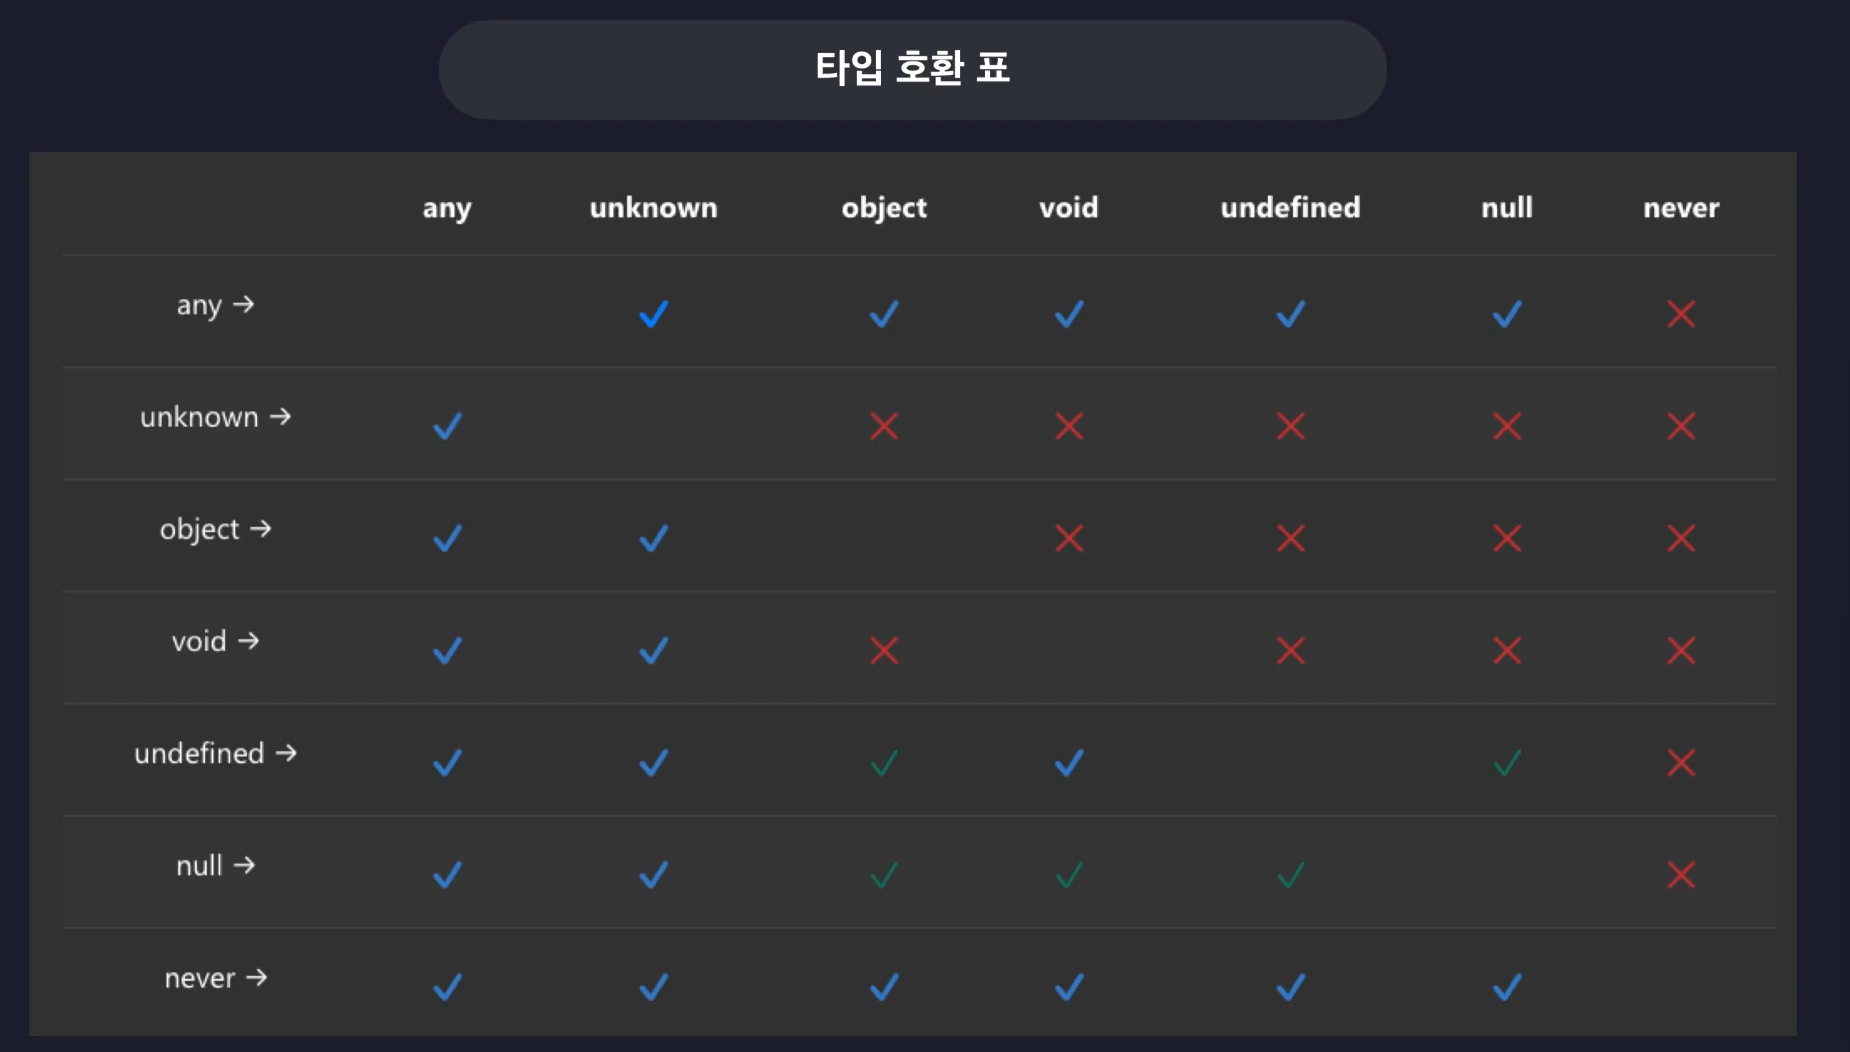 타입 호환 표
any unknown object void undefined null never
any → ✓ ✓ ✓ ✓ ✓ ✕
unknown → ✓ ✕ ✕ ✕ ✕ ✕
object → ✓ ✓ ✕ ✕ ✕ ✕
void → ✓ ✓ ✕ ✕ ✕ ✕
undefined → ✓ ✓ ✓ ✓ ✓ ✕
null → ✓ ✓ ✓ ✓ ✓ ✕
never → ✓ ✓ ✓ ✓ ✓ ✓